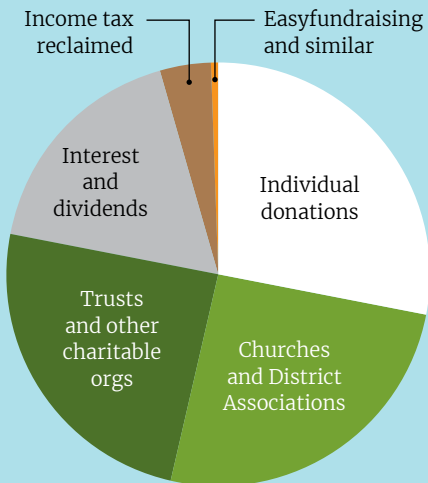 Income tax
reclaimed
Easyfundraising
and similar
Interest
and
dividends
Individual
donations
Trusts
and other
charitable
orgs
Churches
and District
Associations